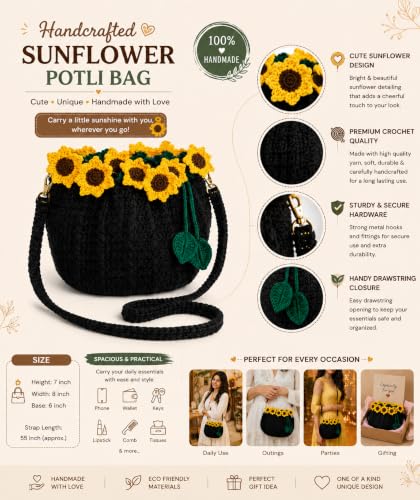 Handcrafted
SUNFLOWER
POTLI BAG
Cute • Unique • Handmade with Love
Carry a little sunshine with you,
wherever you go!
100%
HANDMADE
CUTE SUNFLOWER
DESIGN
Bright & beautiful
sunflower detailing
that adds a cheerful
touch to your look.
PREMIUM CROCHET
QUALITY
Made with high quality
yarn, soft, durable &
carefully handcrafted
for a long lasting use.
STURDY & SECURE
HARDWARE
Strong metal hooks
and fittings for secure
use and extra
durability.
HANDY DRAWSTRING
CLOSURE
Easy drawstring
opening to keep your
essentials safe and
organized.
SIZE
Height: 7 inch
Width: 8 inch
Base: 6 inch
Strap Length:
55 inch (approx.)
SPACIOUS & PRACTICAL
Carry your daily essentials
with ease and style.
Phone
Wallet
Keys
Lipstick
Comb
Tissues
& more..
PERFECT FOR EVERY OCCASION
Daily Use
Outings
Parties
Gifting
HANDMADE
WITH LOVE
ECO FRIENDLY
MATERIALS
PERFECT
GIFT IDEA
ONE OF A KIND
UNIQUE DESIGN